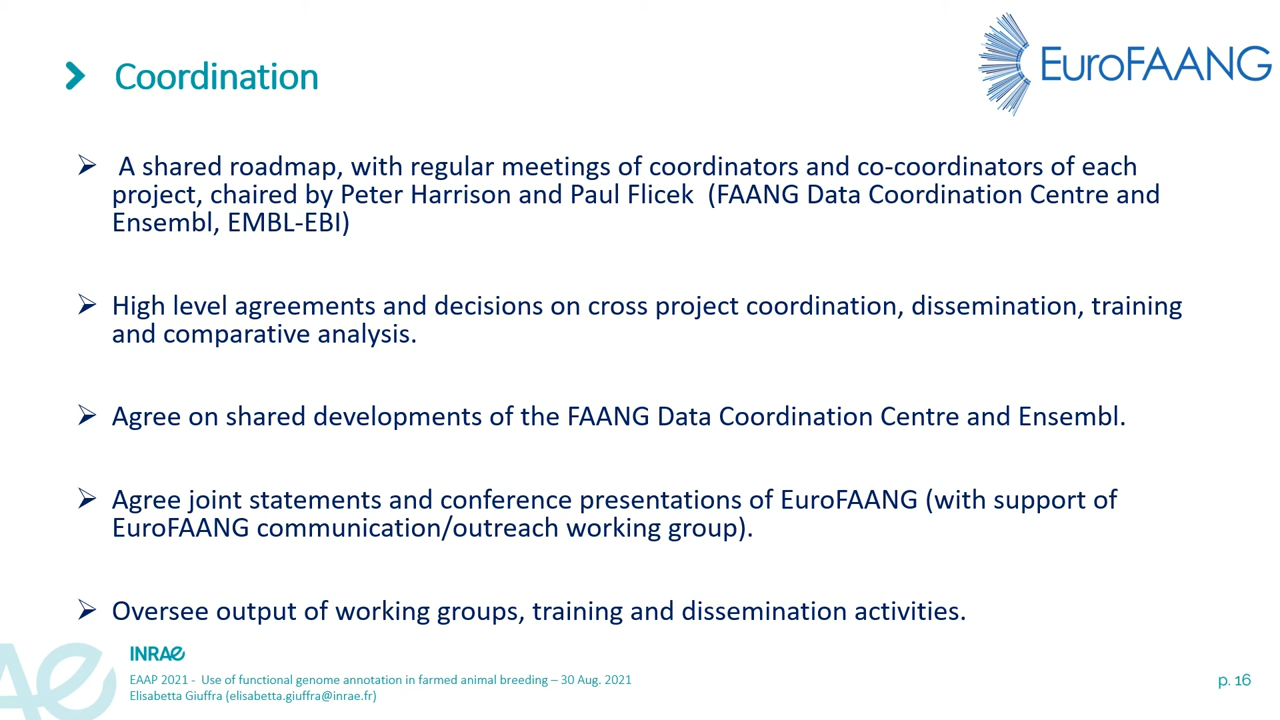 Coordination
EuroFAANG
➢ A shared roadmap, with regular meetings of coordinators and co-coordinators of each
project, chaired by Peter Harrison and Paul Flicek (FAANG Data Coordination Centre and
Ensembl, EMBL-EBI)
➢ High level agreements and decisions on cross project coordination, dissemination, training
and comparative analysis.
➢ Agree on shared developments of the FAANG Data Coordination Centre and Ensembl.
➢ Agree joint statements and conference presentations of EuroFAANG (with support of
EuroFAANG communication/outreach working group).
➢ Oversee output of working groups, training and dissemination activities.
INRAE
EAAP 2021 - Use of functional genome annotation in farmed animal breeding – 30 Aug. 2021
Elisabetta Giuffra (elisabetta.giuffra@inrae.fr)
p. 16